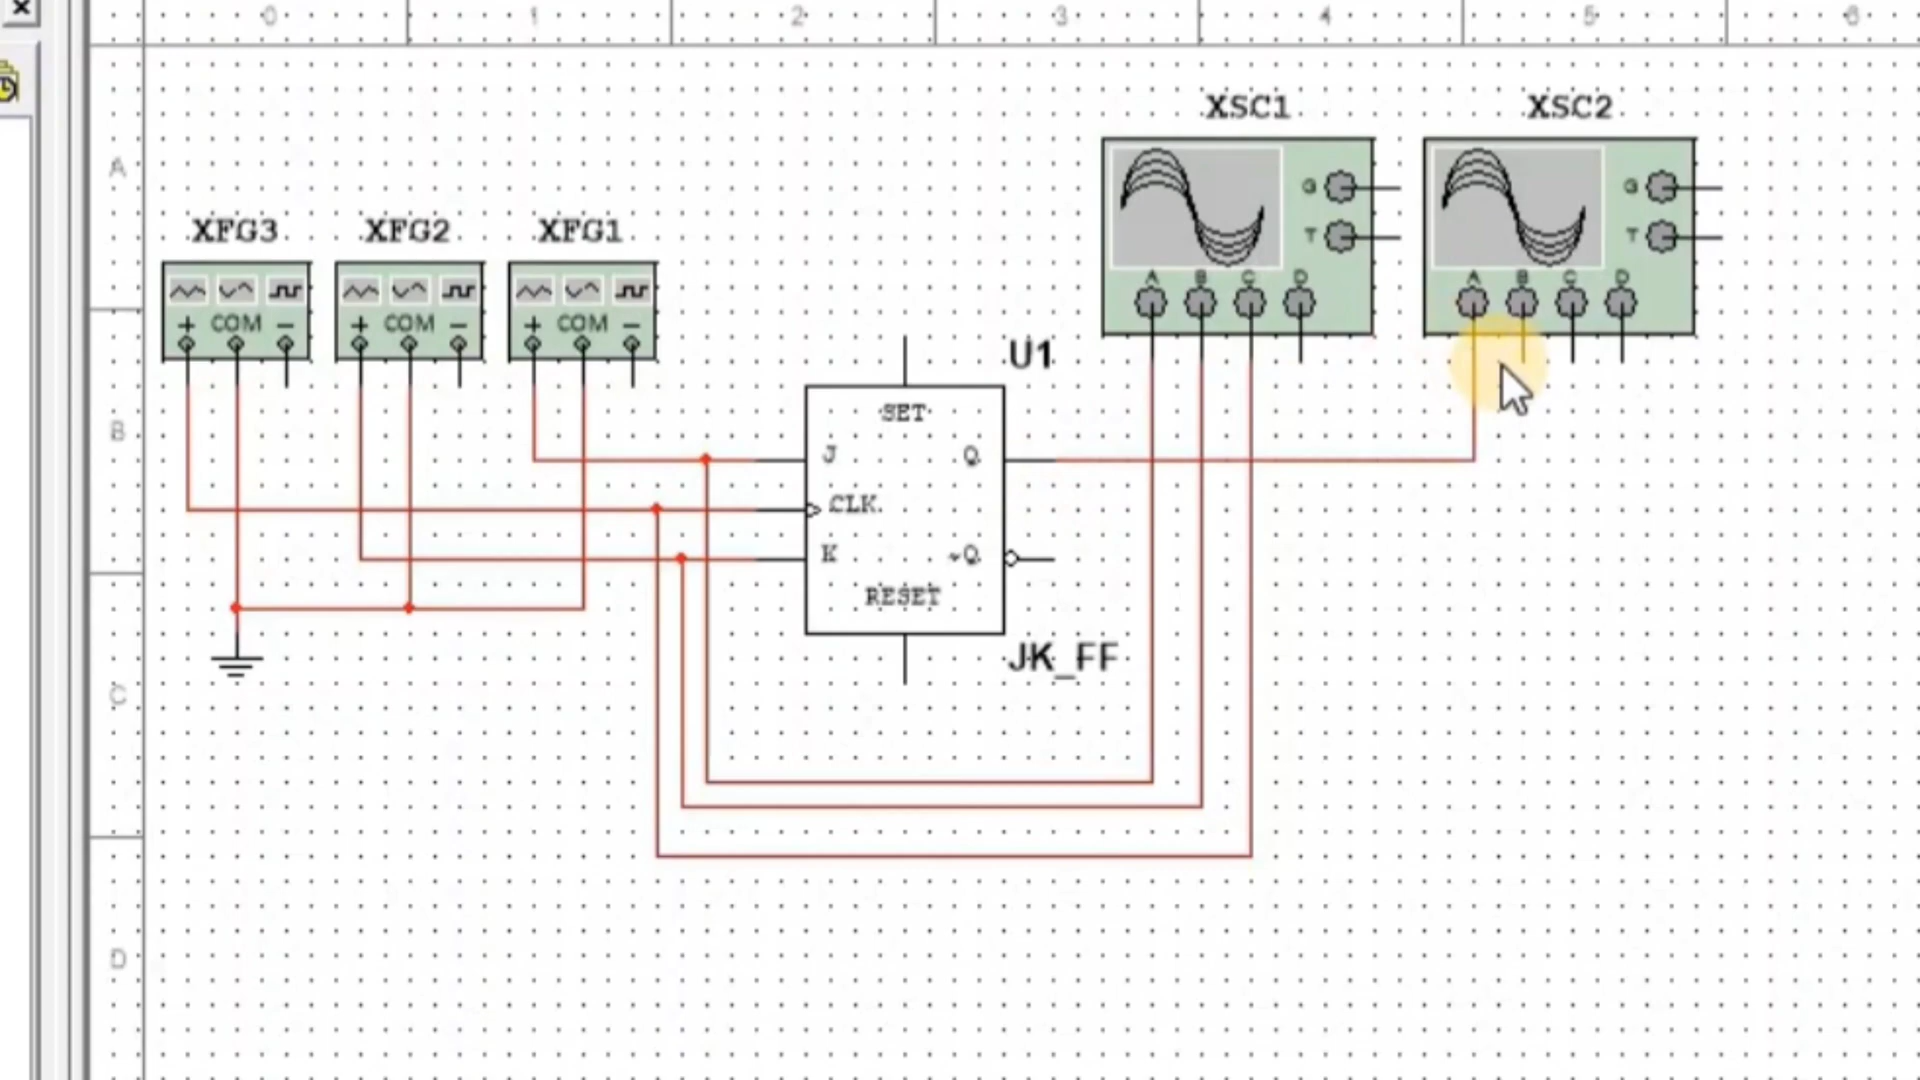 0 1 2 3 4 5 6
XSC1 XSC2
A
G G
T T
XFG3 XFG2 XFG1
A B C D A B C D
+ COM − + COM − + COM −
U1
SET
B
J Q
CLK
K ~Q
RESET
JK_FF
C
D